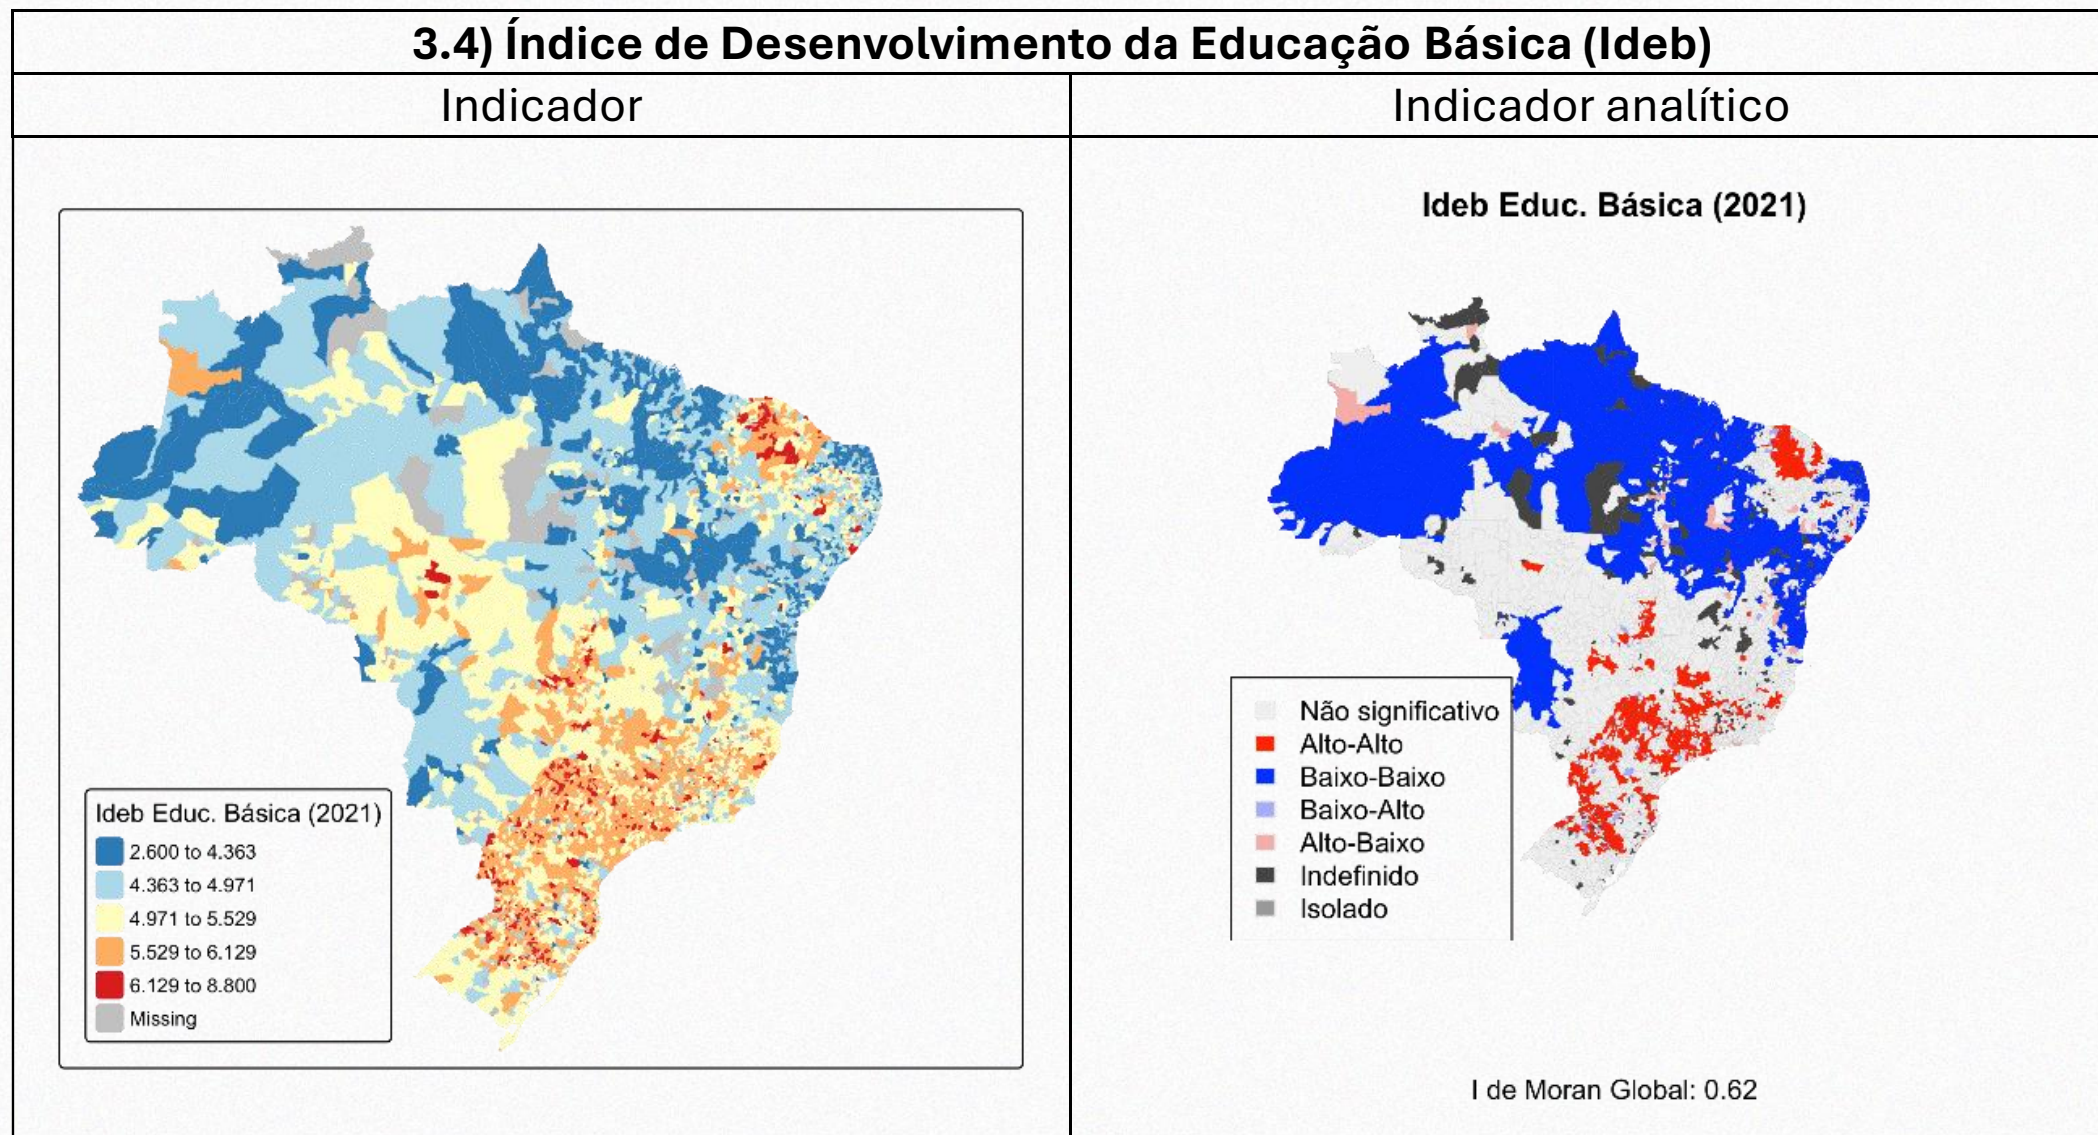 3.4) Índice de Desenvolvimento da Educação Básica (Ideb)
Indicador
Indicador analítico
Ideb Educ. Básica (2021)
2.600 to 4.363
4.363 to 4.971
4.971 to 5.529
5.529 to 6.129
6.129 to 8.800
Missing
Ideb Educ. Básica (2021)
Não significativo
Alto-Alto
Baixo-Baixo
Baixo-Alto
Alto-Baixo
Indefinido
Isolado
I de Moran Global: 0.62